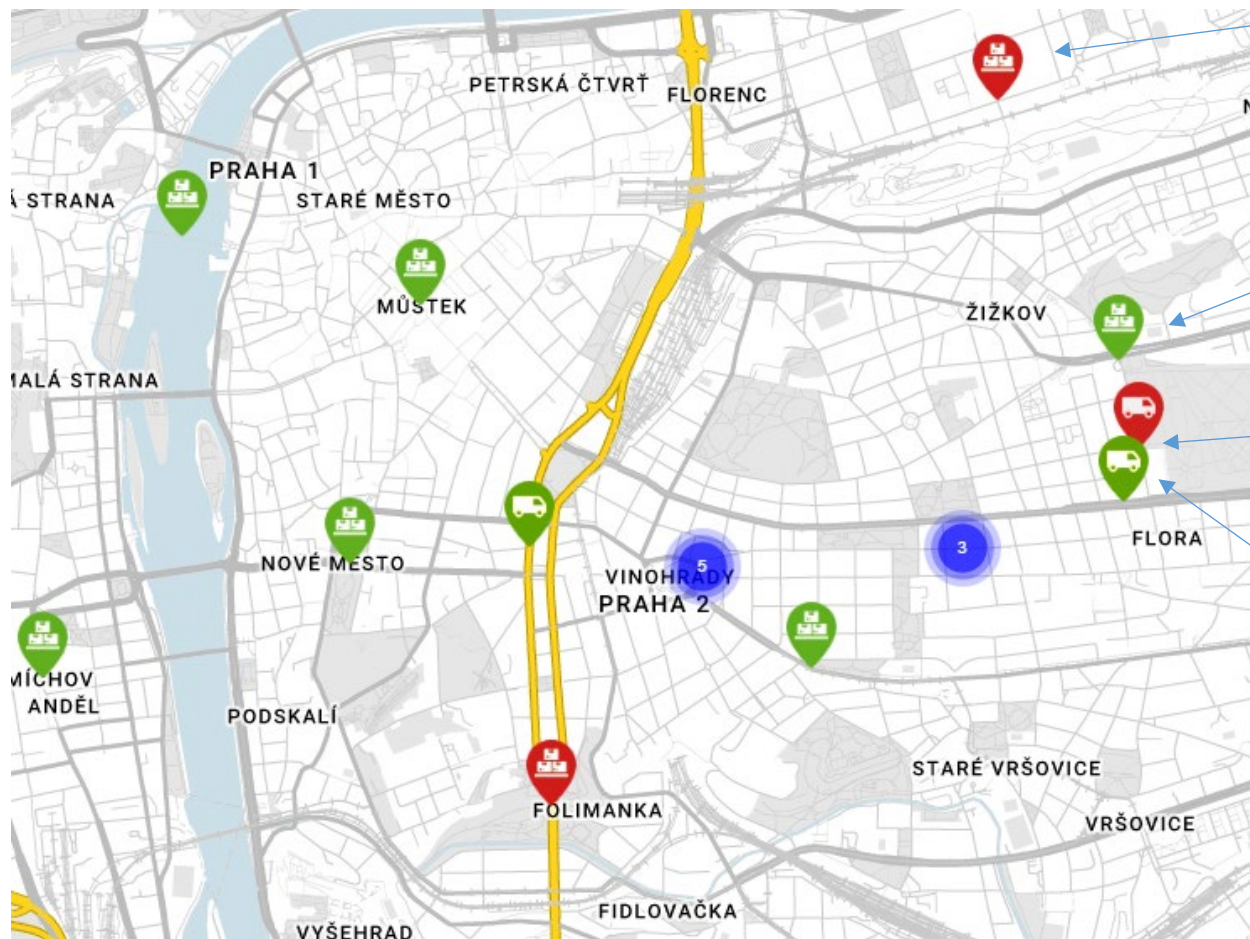 PETRSKÁ ČTVRŤ
FLORENC
N
PRAHA 1
Á STRANA
STARÉ MĚSTO
MŮSTEK
ŽIŽKOV
MALÁ STRANA
FLORA
3
5
NOVÉ MĚSTO
VINOHRADY
PRAHA 2
MÍCHOV
ANDĚL
PODSKALÍ
STARÉ VRŠOVICE
FOLIMANKA
VRŠOVICE
FIDLOVAČKA
VYŠEHRAD